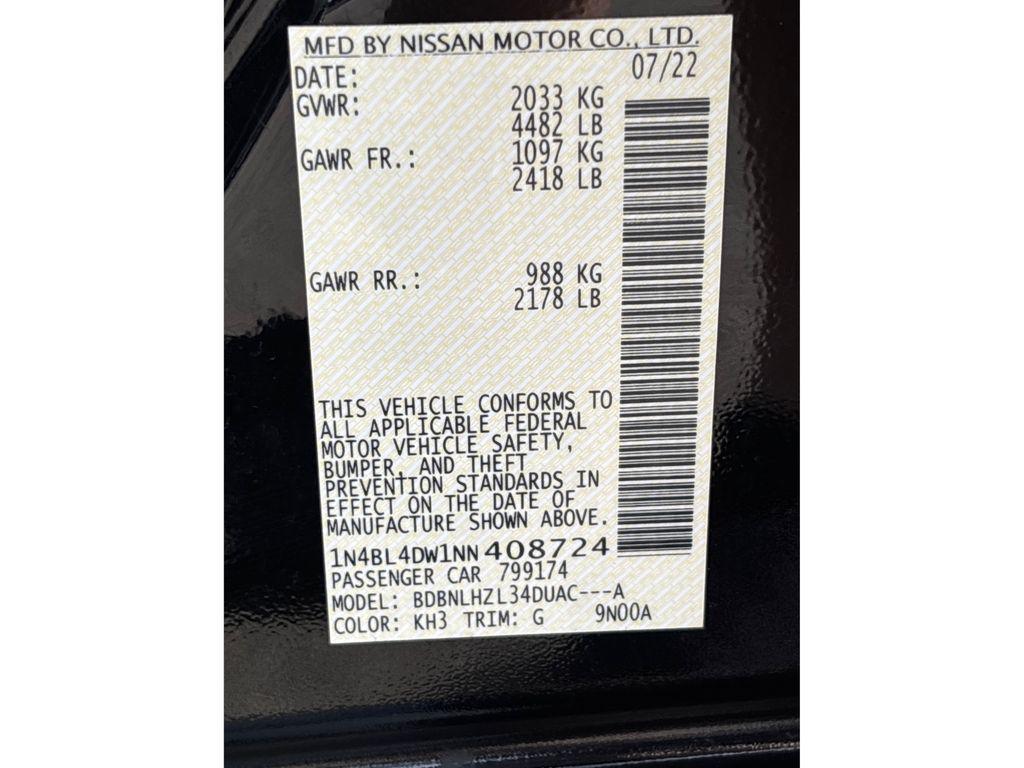 MFD BY NISSAN MOTOR CO., LTD.
DATE: 07/22
GVWR: 2033 KG
4482 LB
GAWR FR.: 1097 KG
2418 LB
GAWR RR.: 988 KG
2178 LB
THIS VEHICLE CONFORMS TO
ALL APPLICABLE FEDERAL
MOTOR VEHICLE SAFETY,
BUMPER, AND THEFT
PREVENTION STANDARDS IN
EFFECT ON THE DATE OF
MANUFACTURE SHOWN ABOVE.
1N4BL4DW1NN408724
PASSENGER CAR 799174
MODEL: BDBNLHZL34DUAC---A
COLOR: KH3 TRIM: G 9N00A